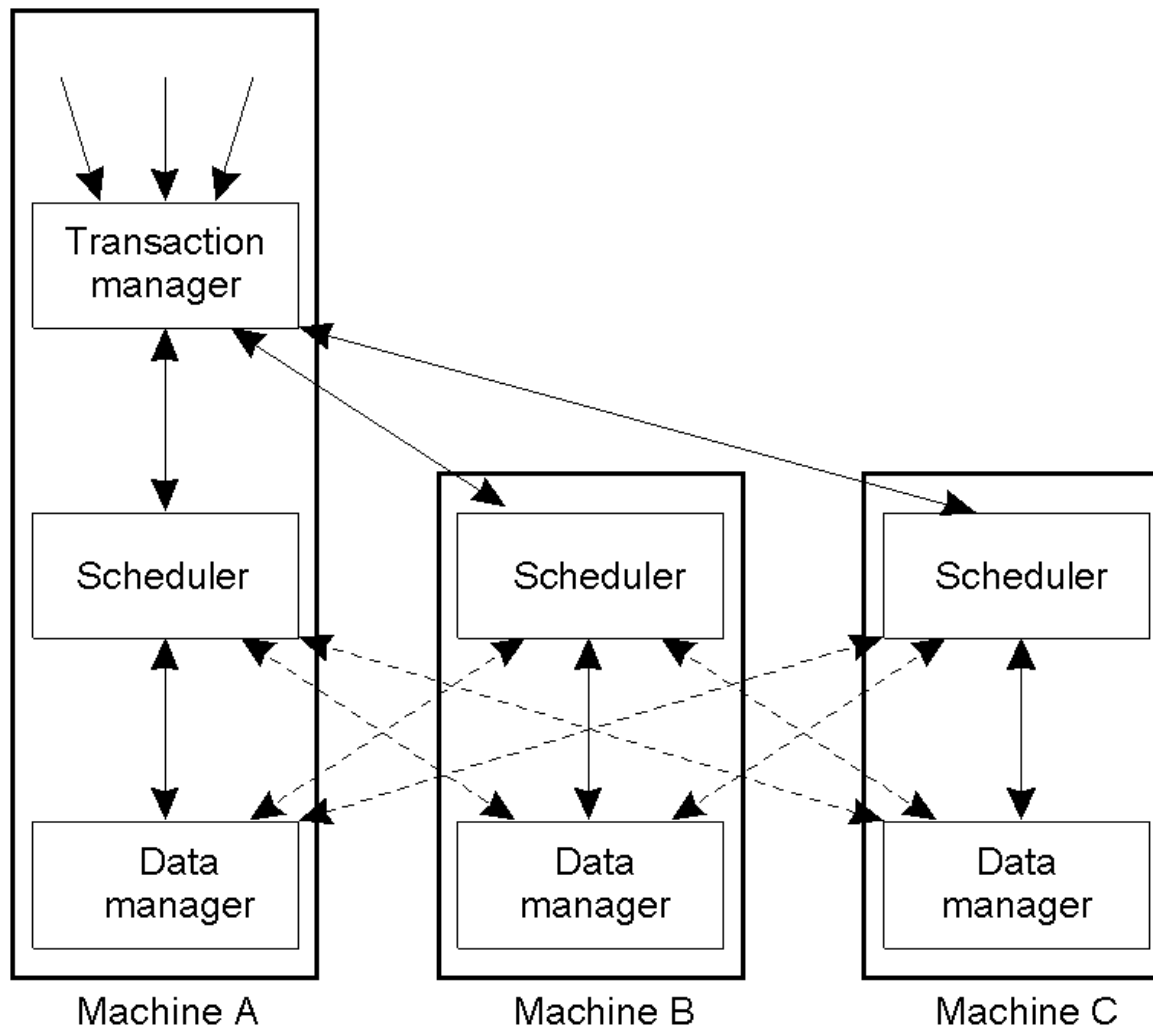 Transaction
manager
Scheduler
Scheduler
Scheduler
Data
manager
Data
manager
Data
manager
Machine A
Machine B
Machine C